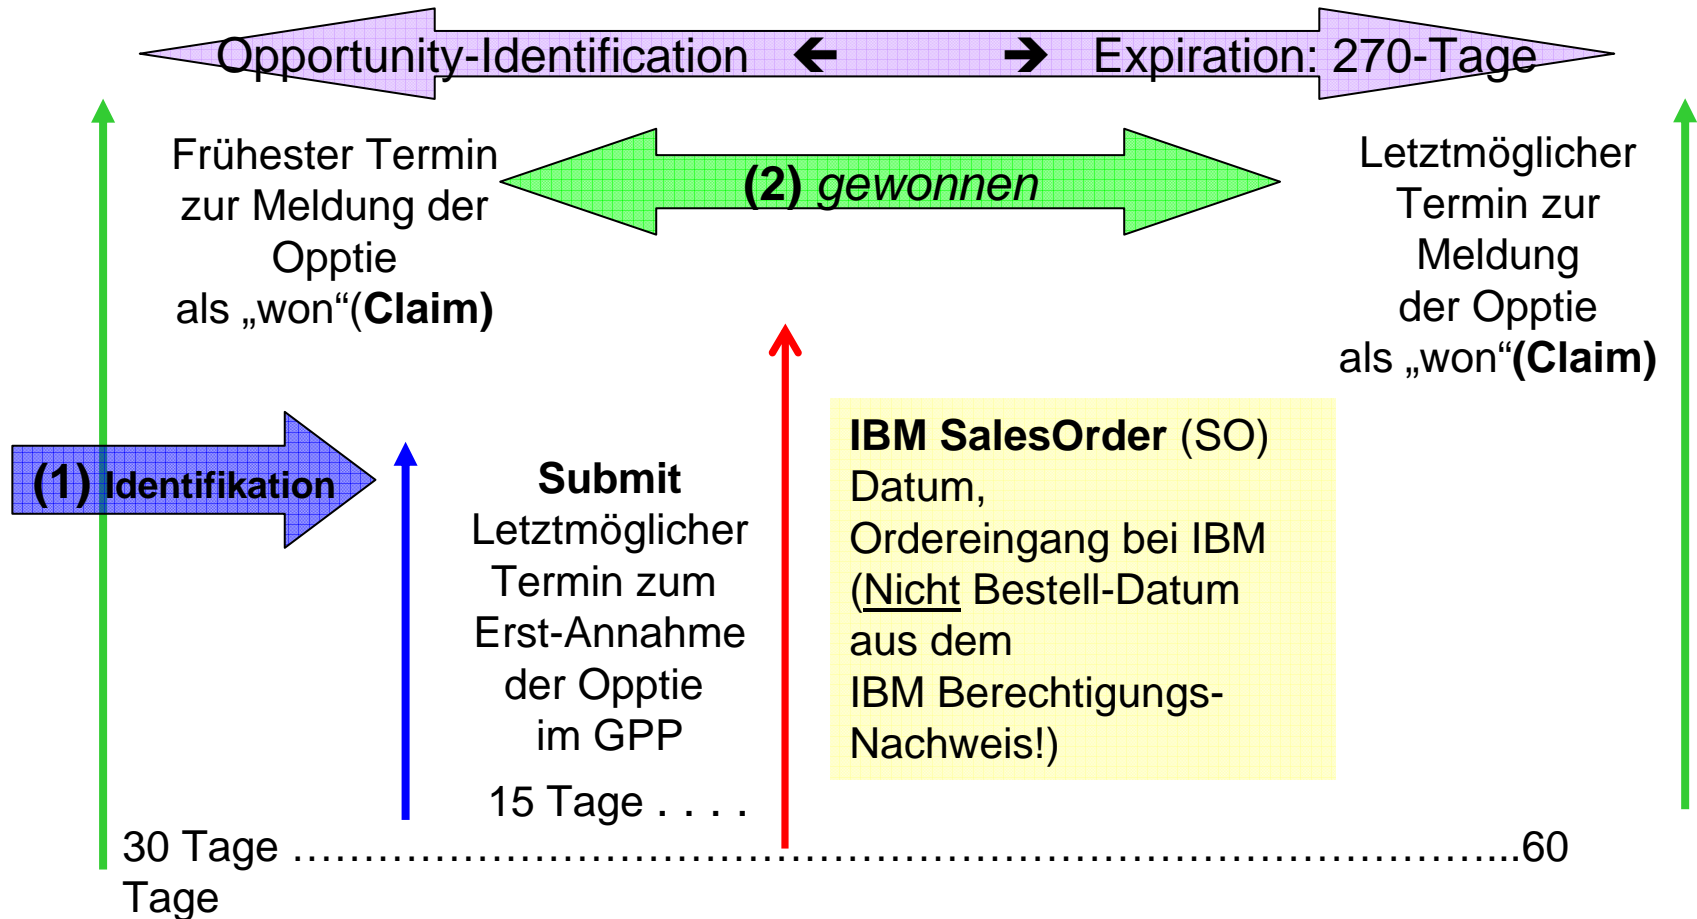 Opportunity-Identification 🡸 🡺 Expiration: 270-Tage
Frühester Termin
zur Meldung der
Opptie
als „won“(Claim)
(2) gewonnen
Letztmöglicher
Termin zur
Meldung
der Opptie
als „won“(Claim)
(1) Identifikation
Submit
Letztmöglicher
Termin zum
Erst-Annahme
der Opptie
im GPP
15 Tage . . . .
IBM SalesOrder (SO)
Datum,
Ordereingang bei IBM
(Nicht Bestell-Datum
aus dem
IBM Berechtigungs-
Nachweis!)
30 Tage ………………………………………………………………………...60
Tage